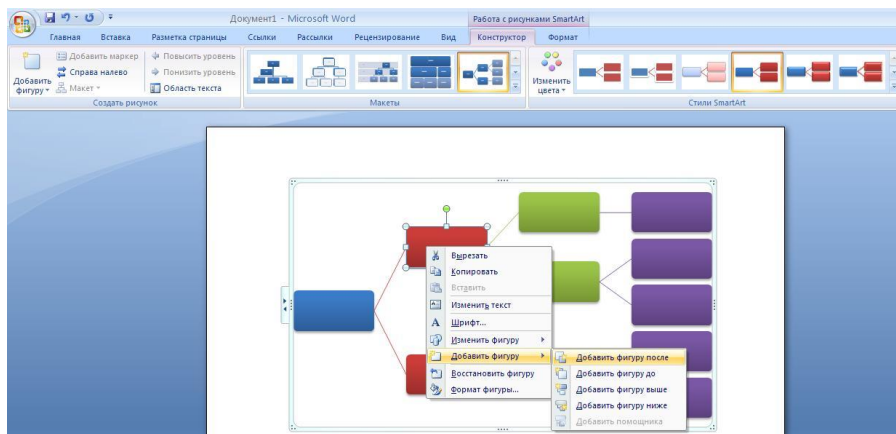 Документ1 - Microsoft Word
Работа с рисунками SmartArt
Главная Вставка Разметка страницы Ссылки Рассылки Рецензирование Вид Конструктор Формат
Добавить фигуру
Добавить маркер
Справа налево
Макет
Повысить уровень
Понизить уровень
Область текста
Изменить цвета
Создать рисунок Макеты Стили SmartArt
Вырезать
Копировать
Вставить
Изменить текст
Шрифт...
Изменить фигуру
Добавить фигуру
Восстановить фигуру
Формат фигуры...
Добавить фигуру после
Добавить фигуру до
Добавить фигуру выше
Добавить фигуру ниже
Добавить помощника